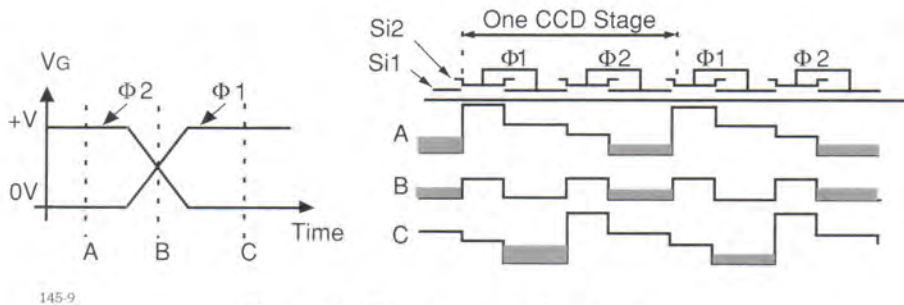 VG
Φ2
Φ1
+V
0V
Time
A
B
C
Si2
Si1
One CCD Stage
Φ1
Φ2
Φ1
Φ2
A
B
C
145-9